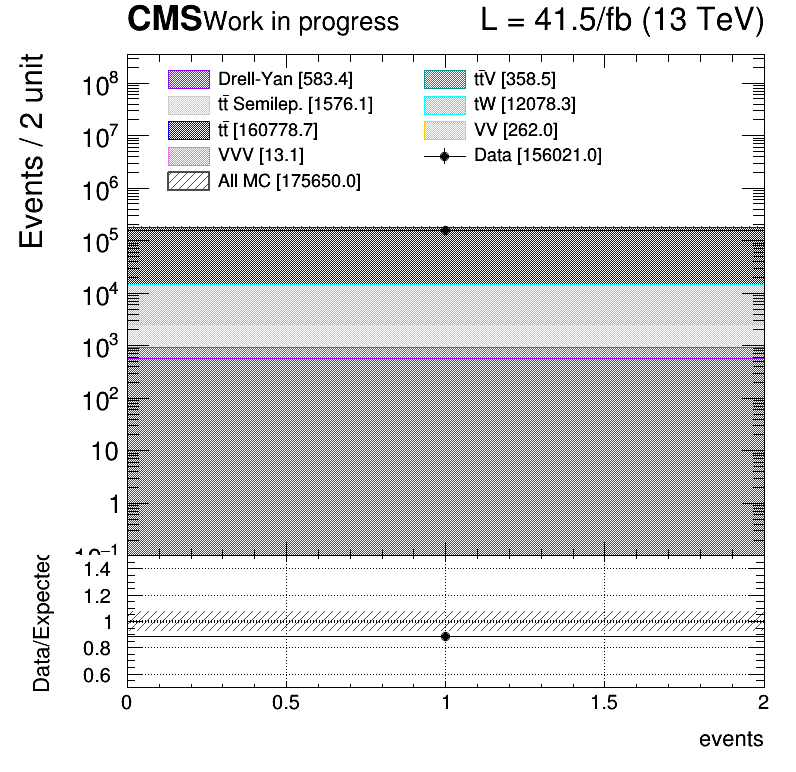 CMS Work in progress L = 41.5/fb (13 TeV)
Events / 2 unit
Drell-Yan [583.4] tt̄V [358.5]
tt̄ Semilep. [1576.1] tW [12078.3]
tt̄ [160778.7] VV [262.0]
VVV [13.1] Data [156021.0]
All MC [175650.0]
10⁸
10⁷
10⁶
10⁵
10⁴
10³
10²
10
1
10⁻¹
Data/Expected
1.4
1.2
1
0.8
0.6
0 0.5 1 1.5 2
events